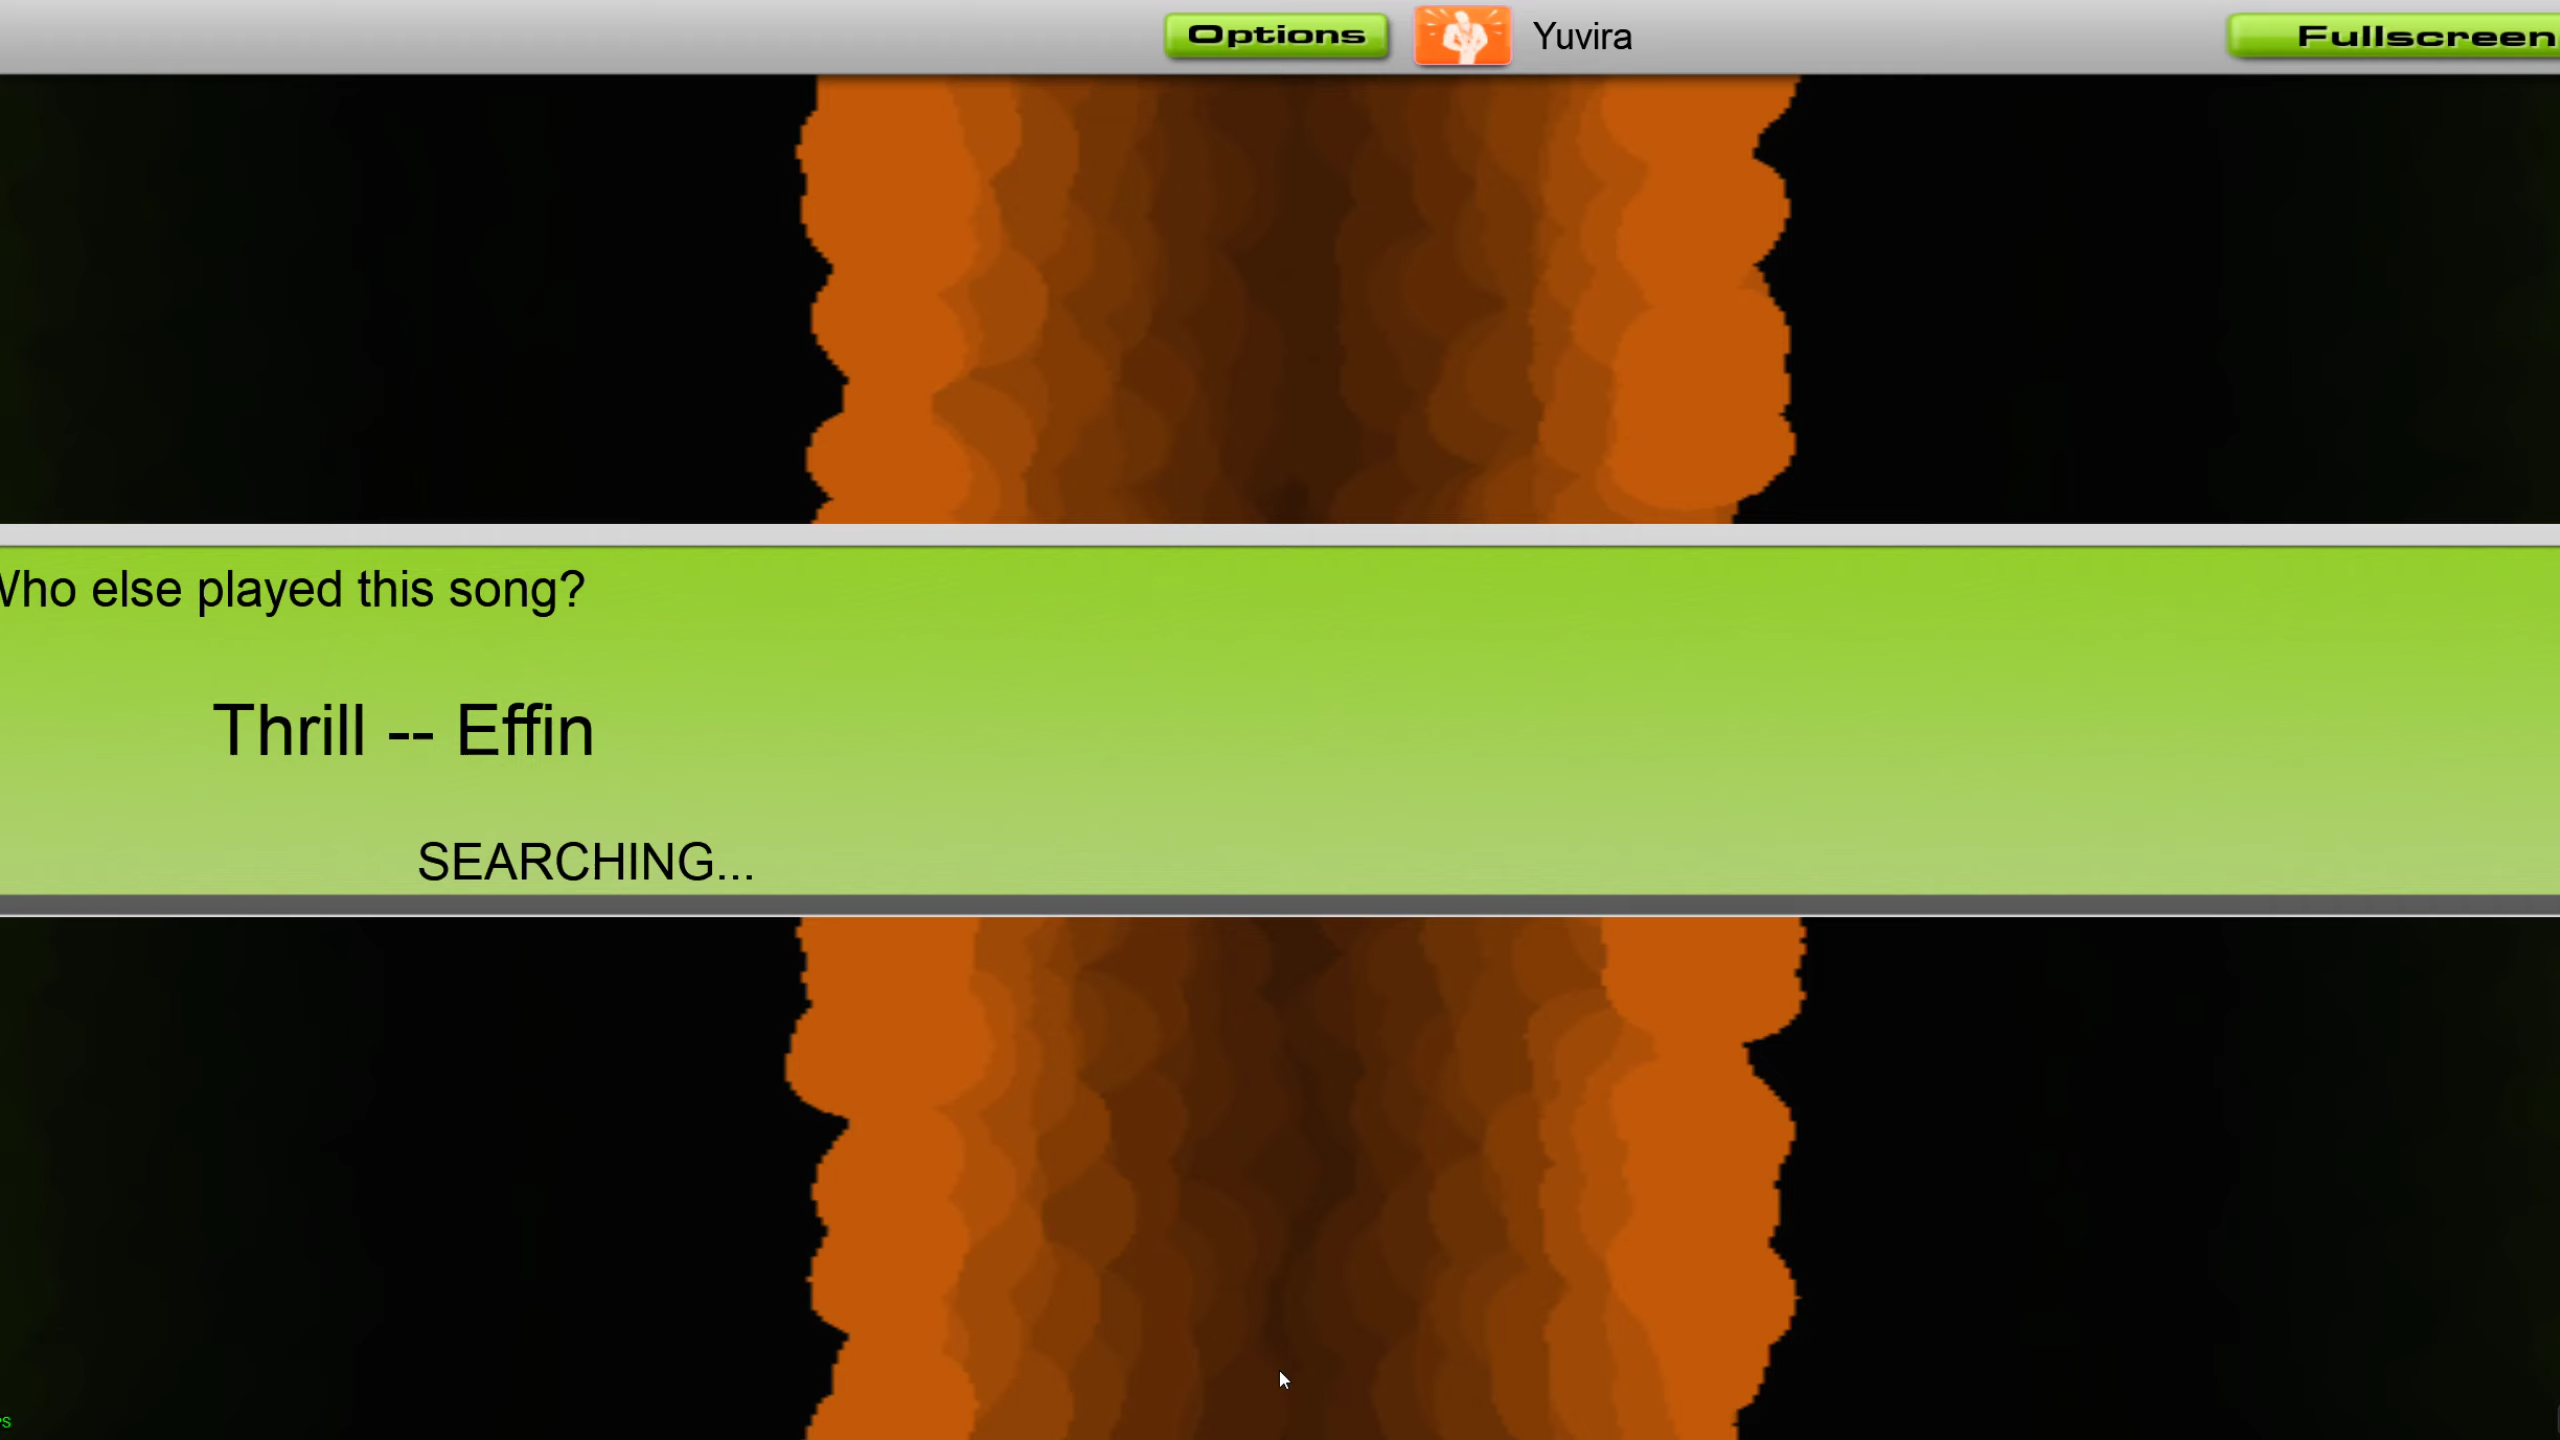 Options Yuvira Fullscreen
Who else played this song?
Thrill -- Effin
SEARCHING...